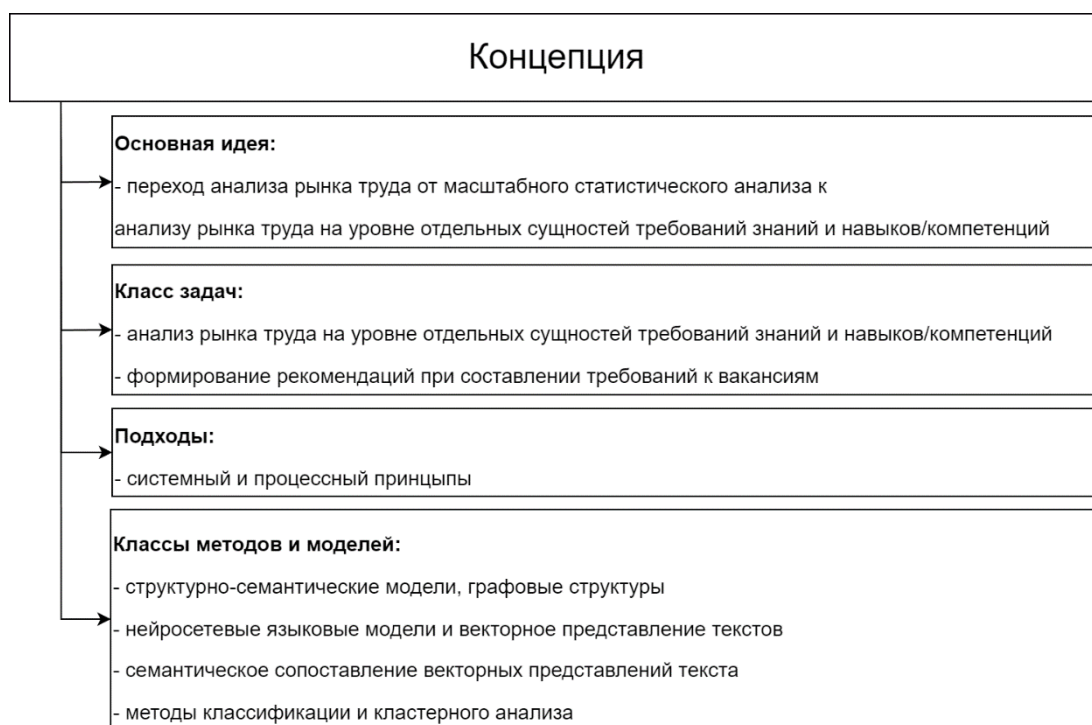 Концепция
Основная идея:
- переход анализа рынка труда от масштабного статистического анализа к
анализу рынка труда на уровне отдельных сущностей требований знаний и навыков/компетенций
Класс задач:
- анализ рынка труда на уровне отдельных сущностей требований знаний и навыков/компетенций
- формирование рекомендаций при составлении требований к вакансиям
Подходы:
- системный и процессный принцыпы
Классы методов и моделей:
- структурно-семантические модели, графовые структуры
- нейросетевые языковые модели и векторное представление текстов
- семантическое сопоставление векторных представлений текста
- методы классификации и кластерного анализа